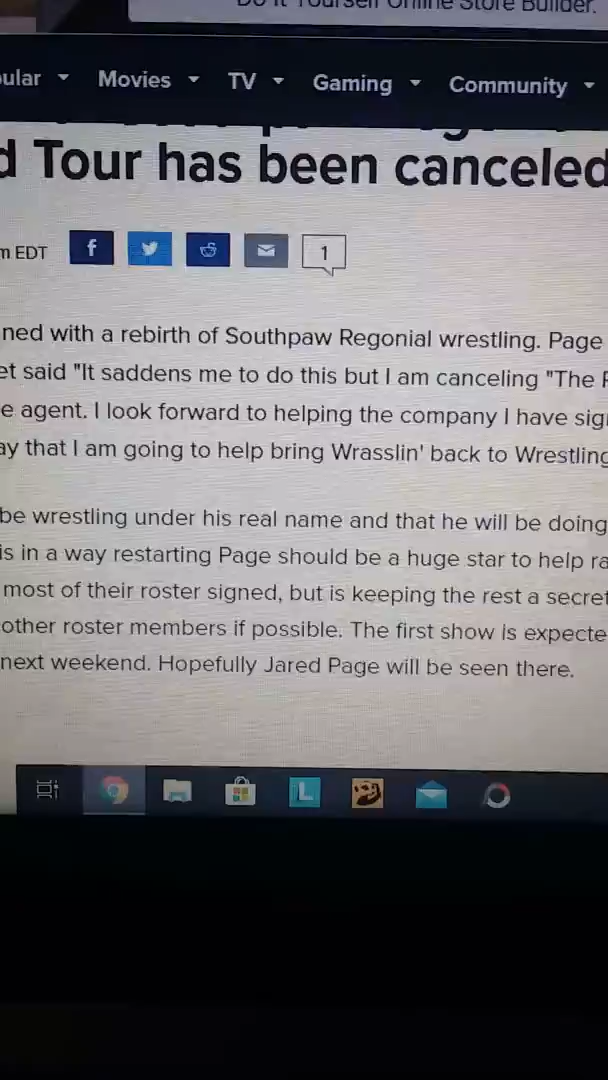 Do It Yourself Online Store Builder.
ular Movies TV Gaming Community
d Tour has been canceled
m EDT f 1
ned with a rebirth of Southpaw Regonial wrestling. Page
et said "It saddens me to do this but I am canceling "The
e agent. I look forward to helping the company I have sig
ay that I am going to help bring Wrasslin' back to Wrestling
be wrestling under his real name and that he will be doing
is in a way restarting Page should be a huge star to help ra
most of their roster signed, but is keeping the rest a secret
other roster members if possible. The first show is expecte
next weekend. Hopefully Jared Page will be seen there.
L